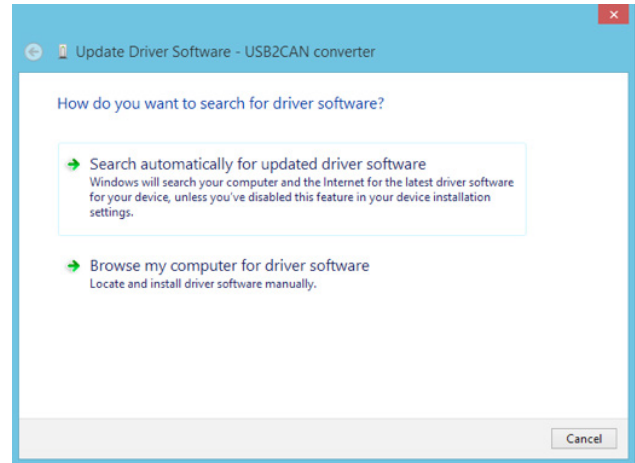 Update Driver Software - USB2CAN converter
How do you want to search for driver software?
Search automatically for updated driver software
Windows will search your computer and the Internet for the latest driver software
for your device, unless you've disabled this feature in your device installation
settings.
Browse my computer for driver software
Locate and install driver software manually.
Cancel